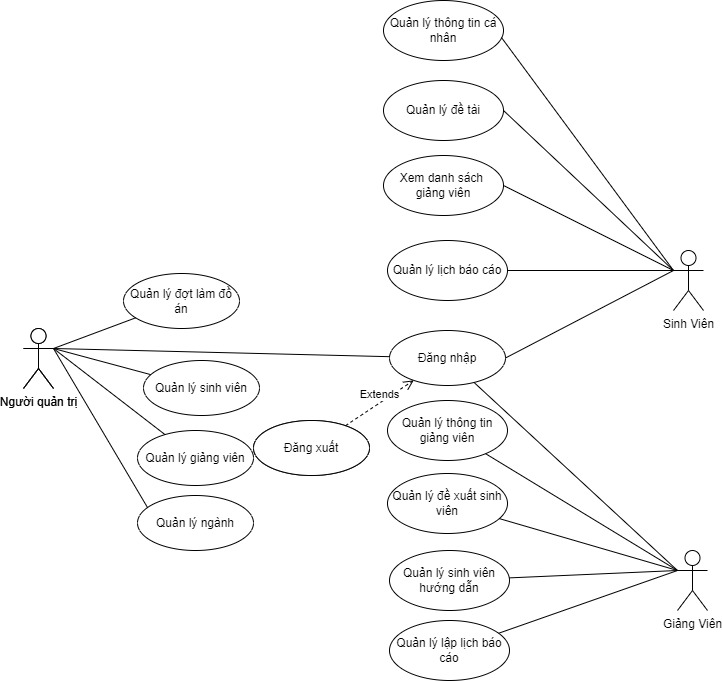 Quản lý thông tin cá
nhân
Quản lý đề tài
Xem danh sách
giảng viên
Quản lý lịch báo cáo
Sinh Viên
Quản lý đợt làm đồ
án
Người quản trị
Đăng nhập
Quản lý sinh viên
Extends
Quản lý thông tin
giảng viên
Quản lý giảng viên
Đăng xuất
Quản lý đề xuất sinh
viên
Quản lý ngành
Quản lý sinh viên
hướng dẫn
Giảng Viên
Quản lý lập lịch báo
cáo